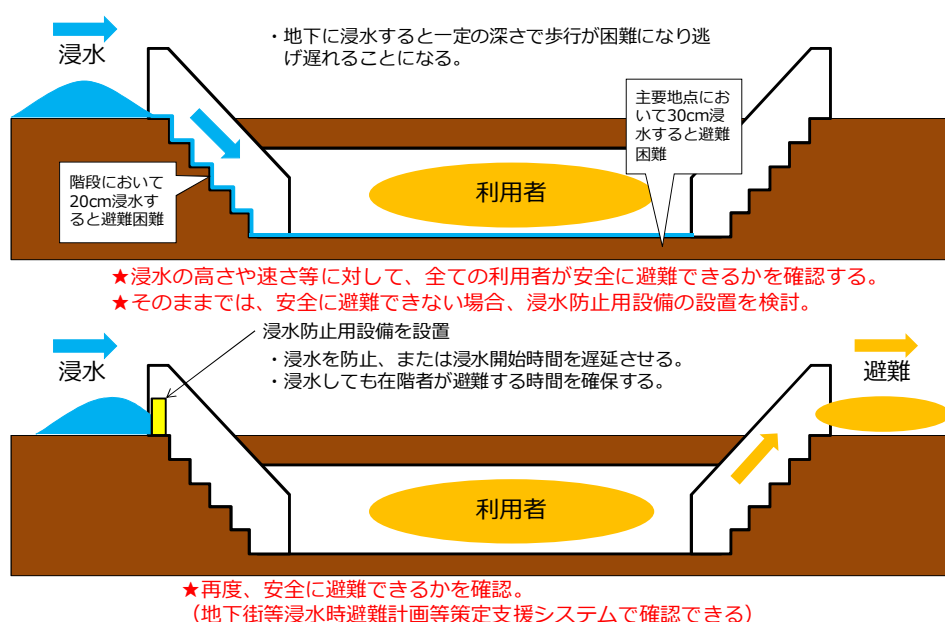 浸水
・地下に浸水すると一定の深さで歩行が困難になり逃
げ遅れることになる。
主要地点にお
いて30cm浸
水すると避難
困難
階段において
20cm浸水す
ると避難困難
利用者
★浸水の高さや速さ等に対して、全ての利用者が安全に避難できるかを確認する。
★そのままでは、安全に避難できない場合、浸水防止用設備の設置を検討。
浸水防止用設備を設置
浸水
・浸水を防止、または浸水開始時間を遅延させる。
・浸水しても在階者が避難する時間を確保する。
避難
利用者
★再度、安全に避難できるかを確認。
（地下街等浸水時避難計画等策定支援システムで確認できる）